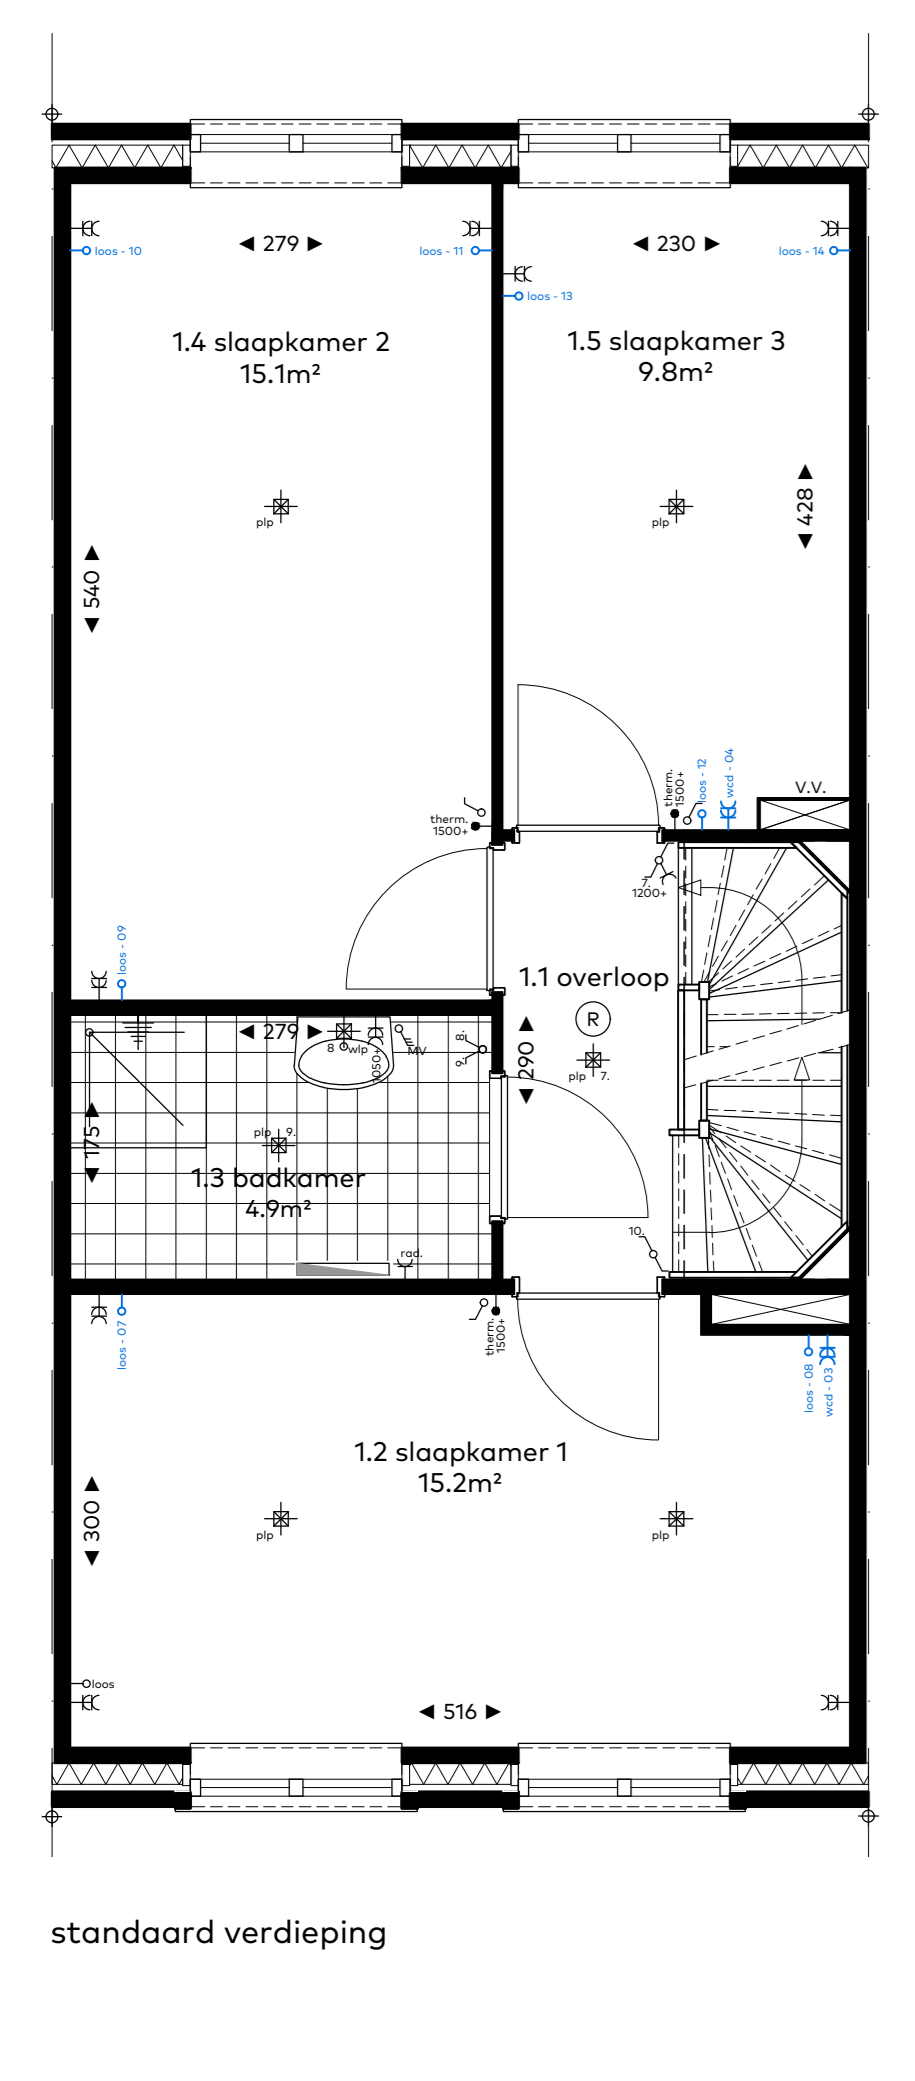 loos - 10
279
loos - 11
230
loos - 14
loos - 13
1.4 slaapkamer 2
15.1m²
1.5 slaapkamer 3
9.8m²
plp
plp
428
540
therm.
1500+
therm.
1500+
loos - 12
wcd - 04
V.V.
7.
1200+
loos - 09
1.1 overloop
R
279
8
wlp
1050+
MV
9. 8.
290
plp
7.
175
plp
9.
1.3 badkamer
4.9m²
10.
rad.
loos - 07
therm.
1500+
loos - 08
wcd - 03
1.2 slaapkamer 1
15.2m²
300
plp
plp
loos
516
standaard verdieping